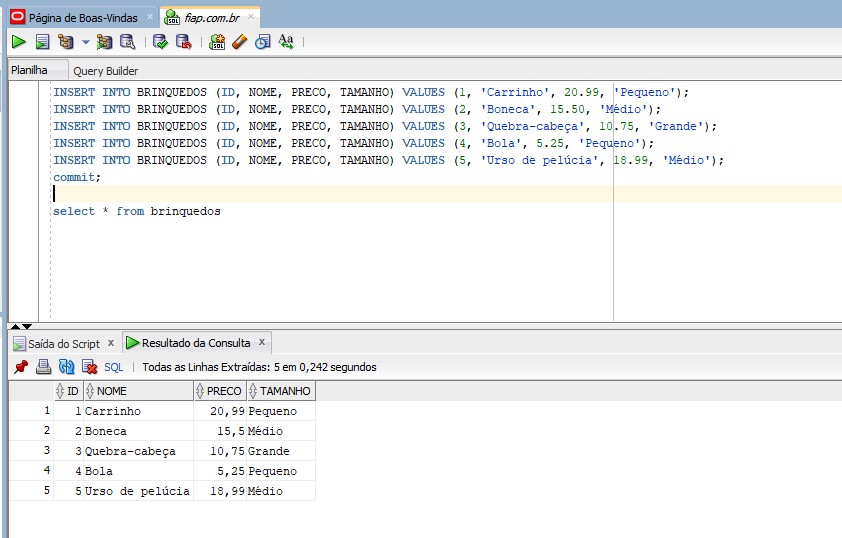 Página de Boas-Vindas × fiap.com.br ×
Planilha Query Builder
INSERT INTO BRINQUEDOS (ID, NOME, PRECO, TAMANHO) VALUES (1, 'Carrinho', 20.99, 'Pequeno');
INSERT INTO BRINQUEDOS (ID, NOME, PRECO, TAMANHO) VALUES (2, 'Boneca', 15.50, 'Médio');
INSERT INTO BRINQUEDOS (ID, NOME, PRECO, TAMANHO) VALUES (3, 'Quebra-cabeça', 10.75, 'Grande');
INSERT INTO BRINQUEDOS (ID, NOME, PRECO, TAMANHO) VALUES (4, 'Bola', 5.25, 'Pequeno');
INSERT INTO BRINQUEDOS (ID, NOME, PRECO, TAMANHO) VALUES (5, 'Urso de pelúcia', 18.99, 'Médio');
commit;
select * from brinquedos
Saída do Script x Resultado da Consulta x
SQL | Todas as Linhas Extraídas: 5 em 0,242 segundos
ID NOME PRECO TAMANHO
1 1 Carrinho 20,99 Pequeno
2 2 Boneca 15,5 Médio
3 3 Quebra-cabeça 10,75 Grande
4 4 Bola 5,25 Pequeno
5 5 Urso de pelúcia 18,99 Médio